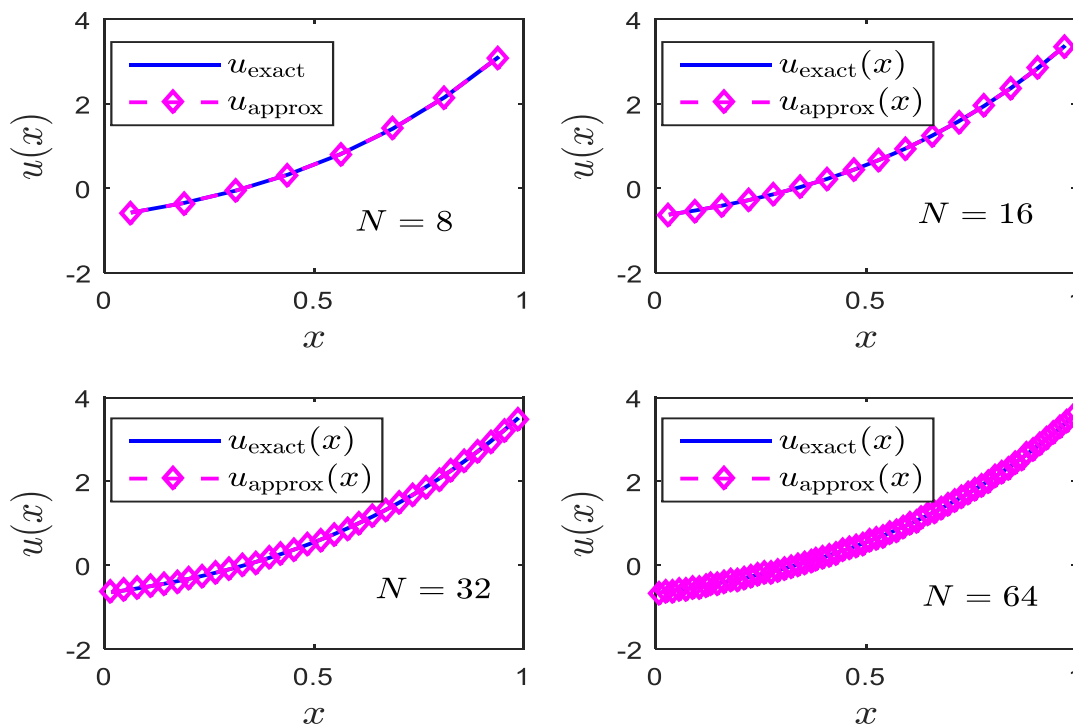 4
2
0
-2
u(x)
u_exact
u_approx
N = 8
0 0.5 1
x
4
2
0
-2
u(x)
u_exact(x)
u_approx(x)
N = 16
0 0.5 1
x
4
2
0
-2
u(x)
u_exact(x)
u_approx(x)
N = 32
0 0.5 1
x
4
2
0
-2
u(x)
u_exact(x)
u_approx(x)
N = 64
0 0.5 1
x